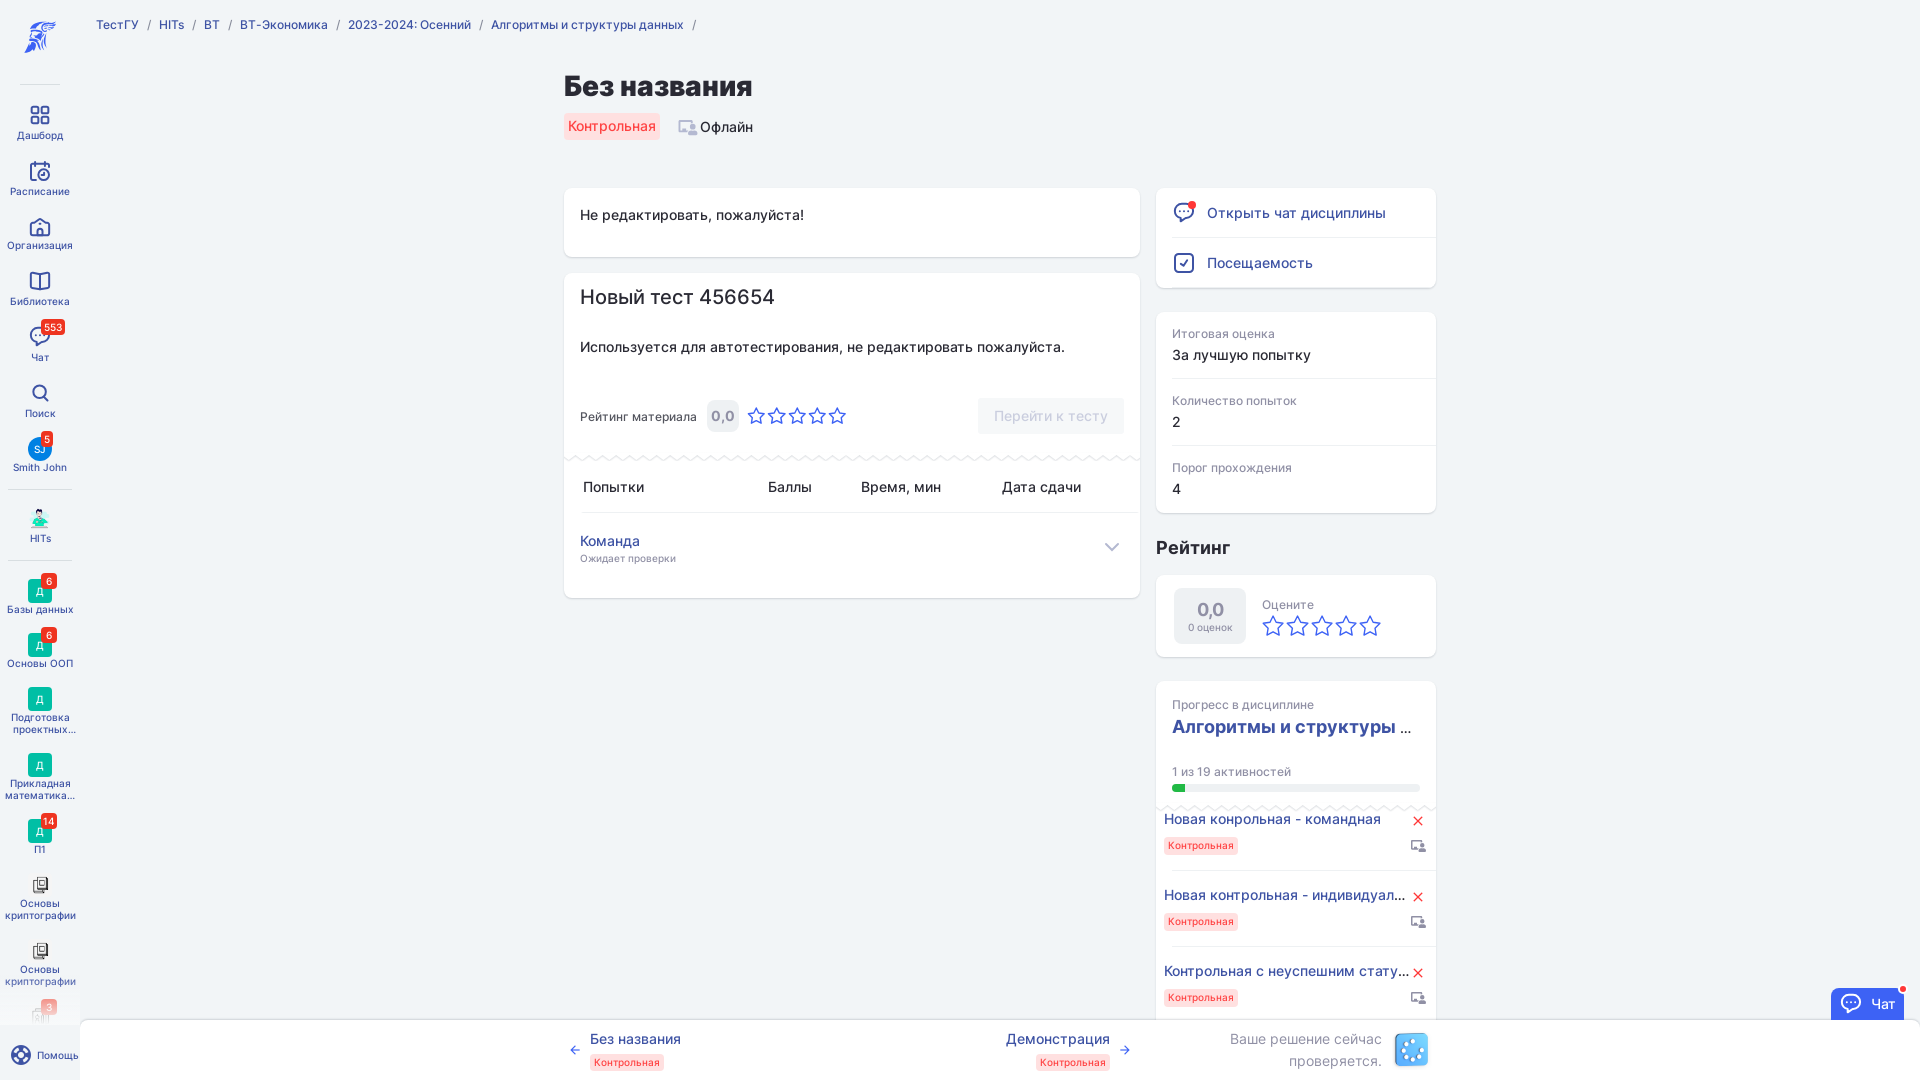 ТестГУ / HITs / ВТ / ВТ-Экономика / 2023-2024: Осенний / Алгоритмы и структуры данных /
Без названия
Контрольная
Офлайн
Дашборд
Расписание
Организация
Библиотека
553
Чат
Поиск
SJ
5
Smith John
HITs
Д
6
Базы данных
Д
6
Основы ООП
Д
Подготовка
проектных...
Д
Прикладная
математика...
Д
14
П1
Основы
криптографии
Основы
криптографии
3
Помощь
Не редактировать, пожалуйста!
Новый тест 456654
Используется для автотестирования, не редактировать пожалуйста.
Рейтинг материала 0,0
Перейти к тесту
Попытки Баллы Время, мин Дата сдачи
Команда
Ожидает проверки
Открыть чат дисциплины
Посещаемость
Итоговая оценка
За лучшую попытку
Количество попыток
2
Порог прохождения
4
Рейтинг
0,0
0 оценок
Оцените
Прогресс в дисциплине
Алгоритмы и структуры ...
1 из 19 активностей
Новая конрольная - командная
Контрольная
Новая контрольная - индивидуал...
Контрольная
Контрольная с неуспешним стату...
Контрольная
Чат
Без названия
Контрольная
Демонстрация
Контрольная
Ваше решение сейчас
проверяется.